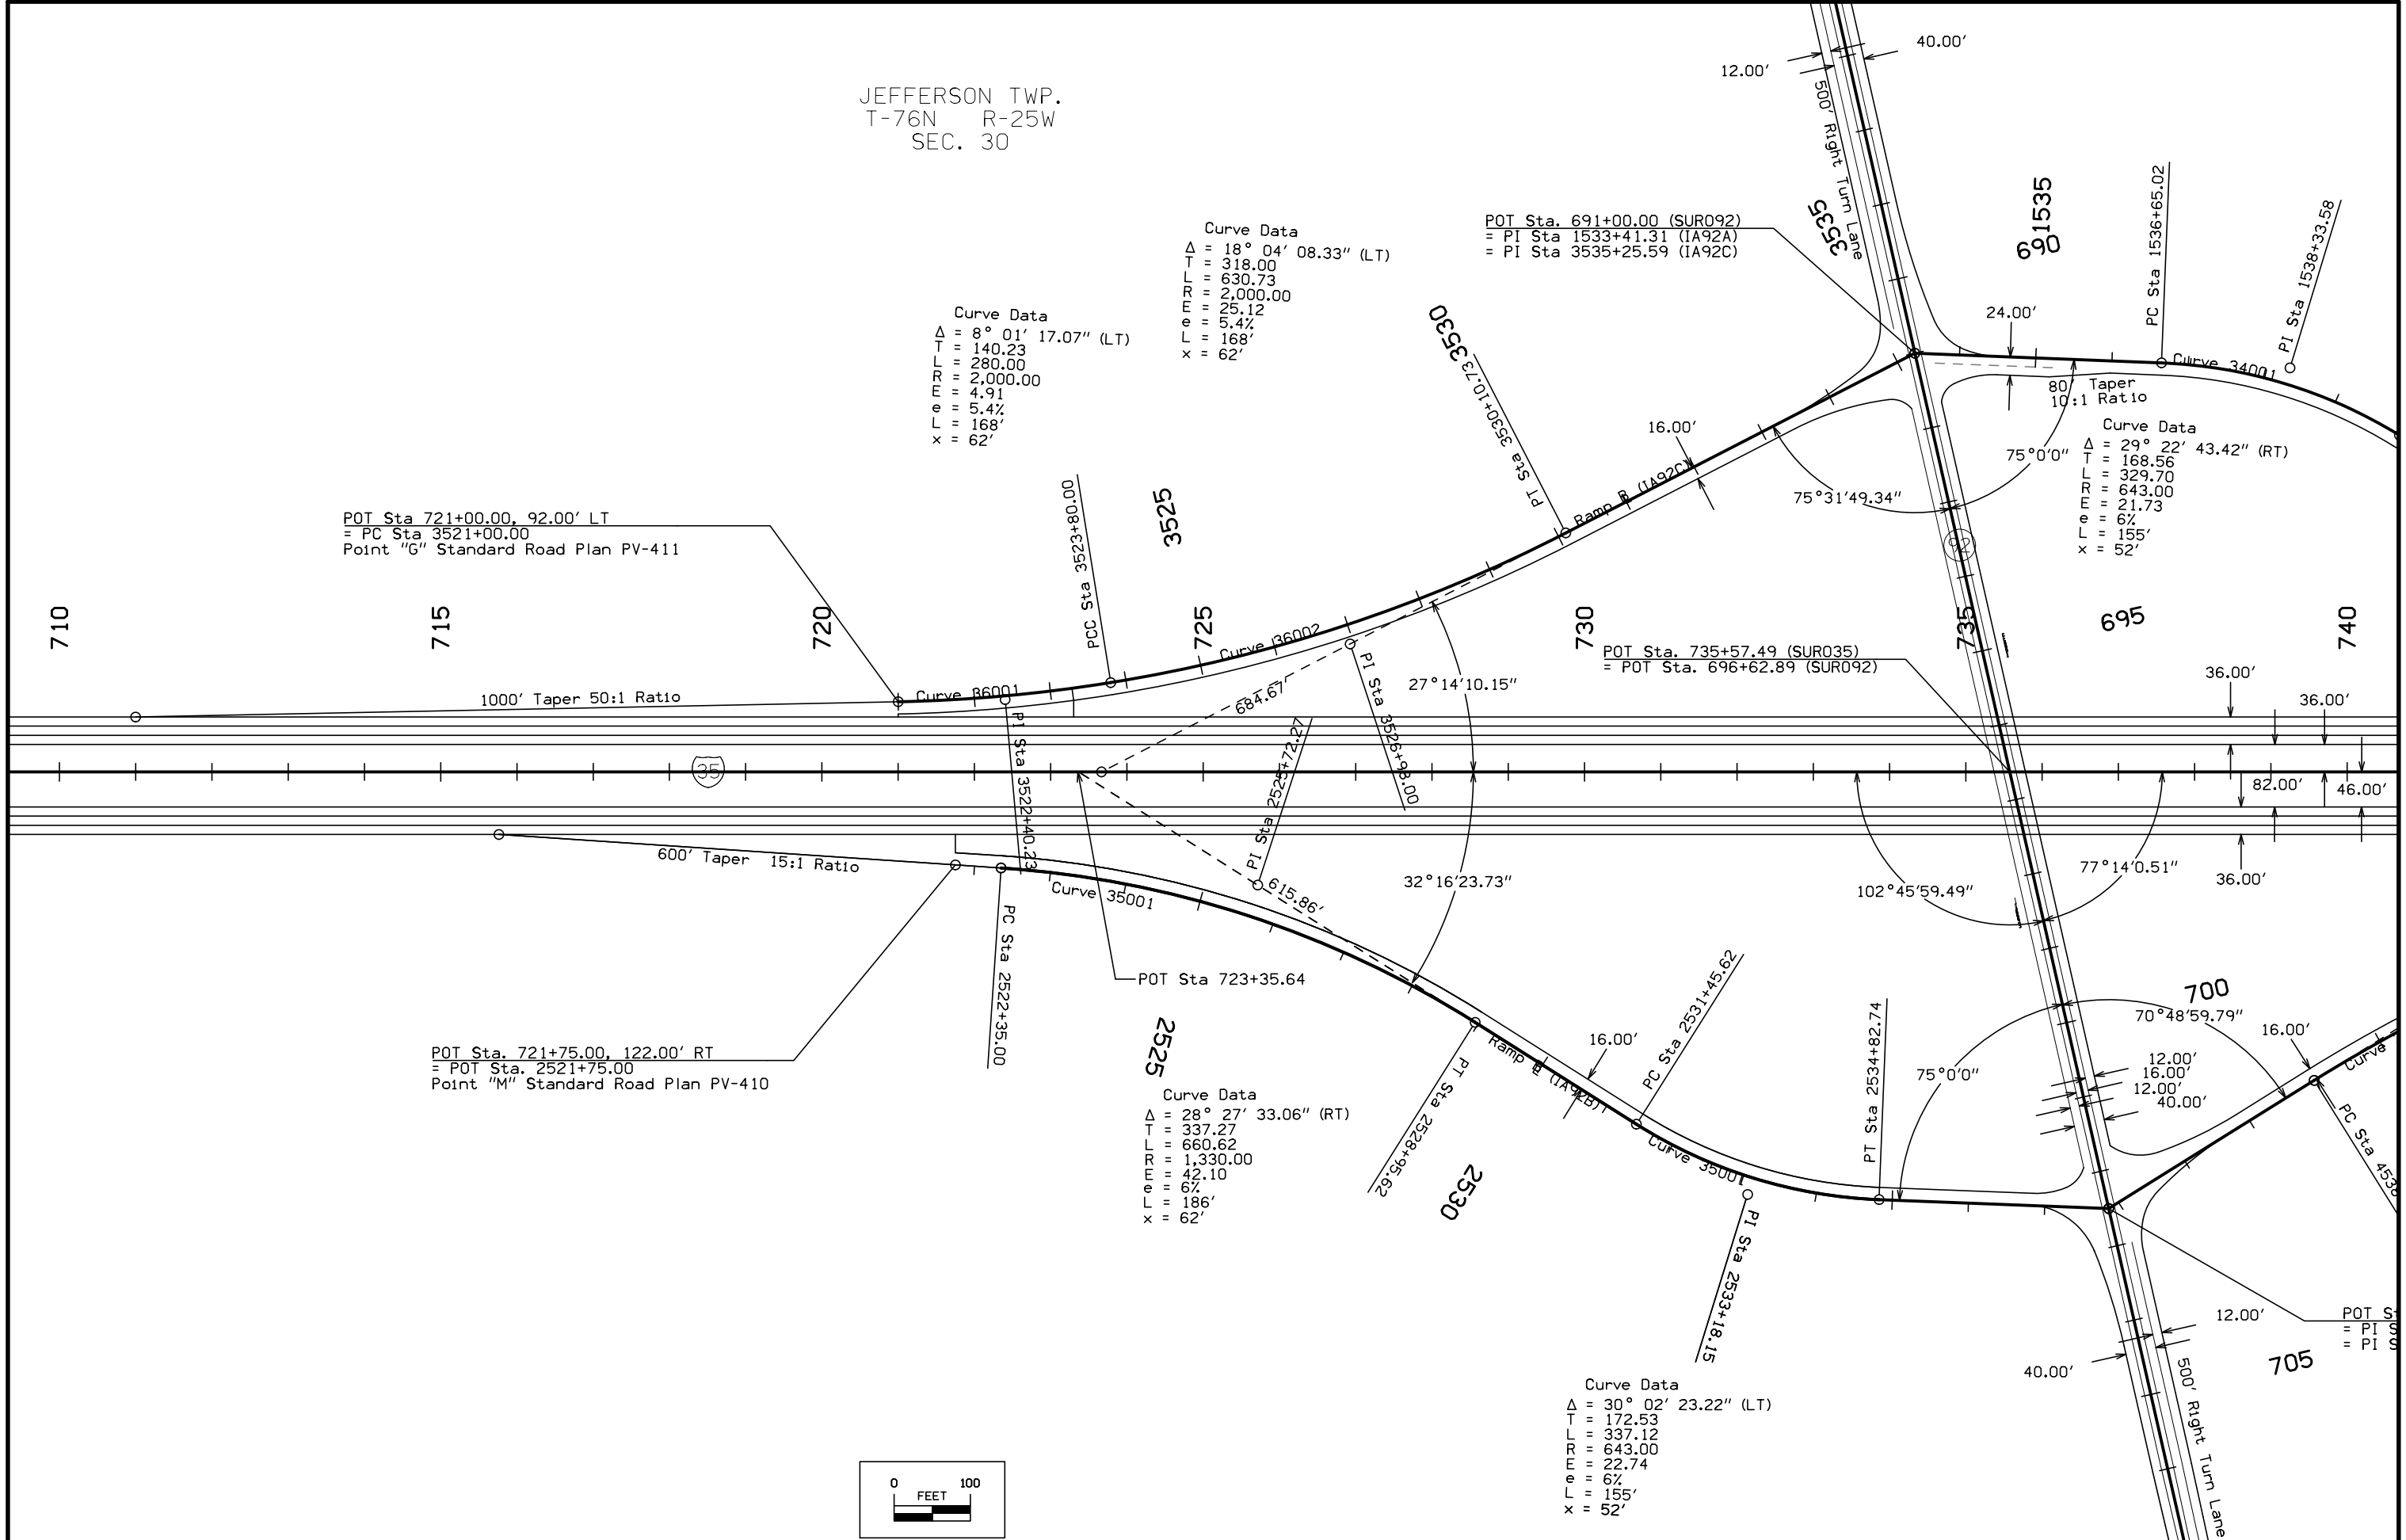 JEFFERSON TWP.
T-76N R-25W
SEC. 30
12.00'
40.00'
500' Right Turn Lane
3535
POT Sta. 691+00.00 (SUR092)
= PI Sta 1533+41.31 (IA92A)
= PI Sta 3535+25.59 (IA92C)
1535
690
PC Sta 1536+65.02
PI Sta 1538+33.58
24.00'
Curve 34001
80' Taper
10:1 Ratio
Curve Data
Δ = 29° 22' 43.42" (RT)
T = 168.56
L = 329.70
R = 643.00
E = 21.73
e = 6%
L = 155'
x = 52'
75°0'0"
75°31'49.34"
92
Curve Data
Δ = 18° 04' 08.33" (LT)
T = 318.00
L = 630.73
R = 2,000.00
E = 25.12
e = 5.4%
L = 168'
x = 62'
Curve Data
Δ = 8° 01' 17.07" (LT)
T = 140.23
L = 280.00
R = 2,000.00
E = 4.91
e = 5.4%
L = 168'
x = 62'
3530
PT Sta 3530+10.73
16.00'
Ramp C (IA92C)
POT Sta 721+00.00, 92.00' LT
= PC Sta 3521+00.00
Point "G" Standard Road Plan PV-411
PCC Sta 3523+80.00
3525
710
715
720
725
730
735
740
695
Curve 36002
Curve 36001
1000' Taper 50:1 Ratio
POT Sta. 735+57.49 (SUR035)
= POT Sta. 696+62.89 (SUR092)
27°14'10.15"
684.67'
PI Sta 3526+98.00
PI Sta 2525+72.27
PI Sta 3522+40.23
35
36.00'
36.00'
82.00'
46.00'
36.00'
600' Taper 15:1 Ratio
Curve 35001
615.86'
32°16'23.73"
102°45'59.49"
77°14'0.51"
PC Sta 2522+35.00
POT Sta 723+35.64
POT Sta. 721+75.00, 122.00' RT
= POT Sta. 2521+75.00
Point "M" Standard Road Plan PV-410
2525
Curve Data
Δ = 28° 27' 33.06" (RT)
T = 337.27
L = 660.62
R = 1,330.00
E = 42.10
e = 6%
L = 186'
x = 62'
PT Sta 2528+95.62
2530
Ramp (IA92B)
16.00'
PC Sta 2531+45.62
PT Sta 2534+82.74
PI Sta 2533+18.15
75°0'0"
700
70°48'59.79"
16.00'
12.00'
16.00'
12.00'
40.00'
Curve
PC Sta 4538
POT S
= PI S
= PI S
12.00'
40.00'
705
500' Right Turn Lane
Curve Data
Δ = 30° 02' 23.22" (LT)
T = 172.53
L = 337.12
R = 643.00
E = 22.74
e = 6%
L = 155'
x = 52'
0 100
FEET